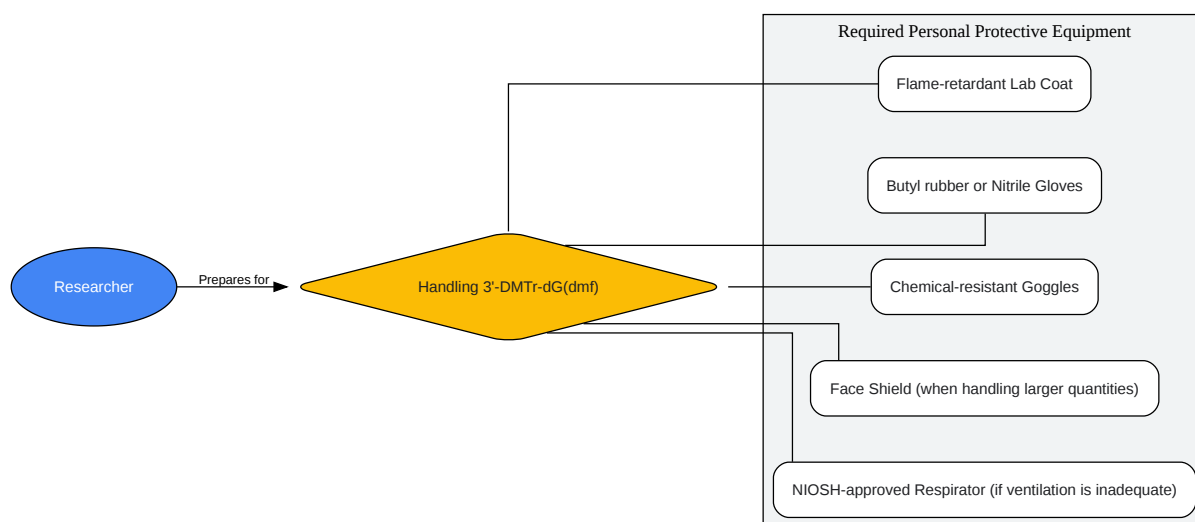 Required Personal Protective Equipment
Flame-retardant Lab Coat
Butyl rubber or Nitrile Gloves
Researcher
Prepares for
Handling 3'-DMTr-dG(dmf)
Chemical-resistant Goggles
Face Shield (when handling larger quantities)
NIOSH-approved Respirator (if ventilation is inadequate)